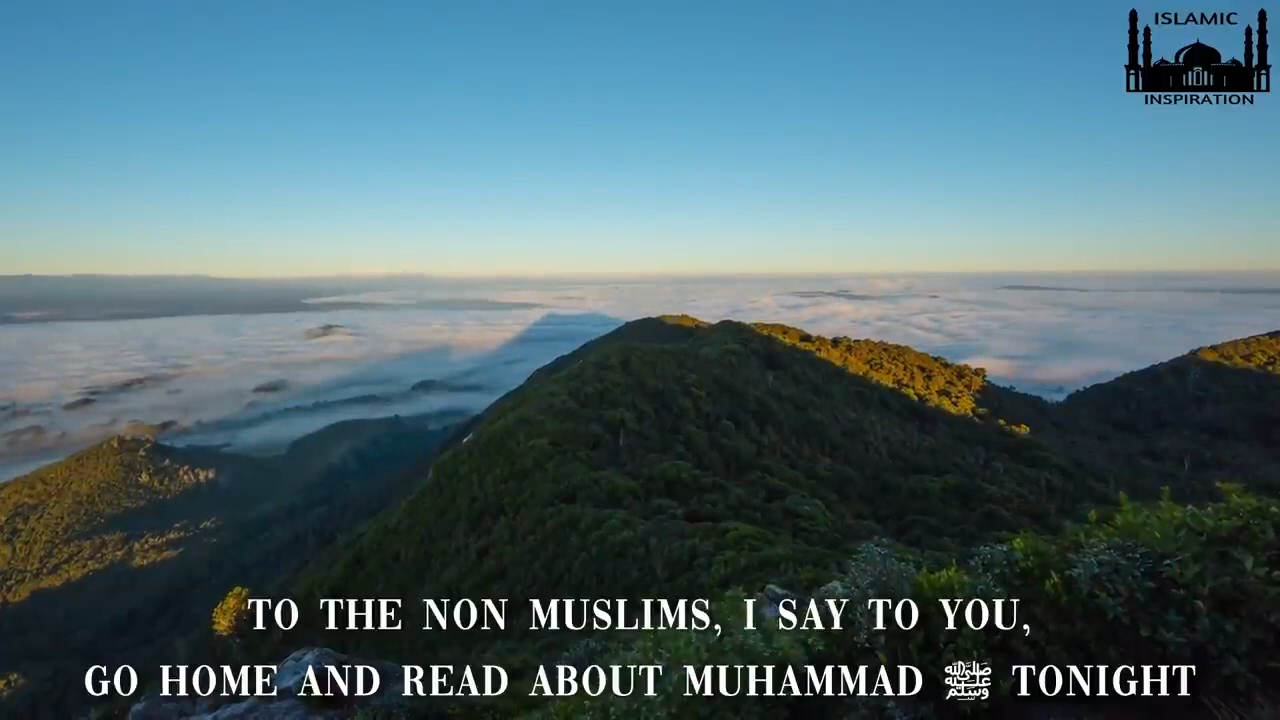 ISLAMIC
INSPIRATION
TO THE NON MUSLIMS, I SAY TO YOU,
GO HOME AND READ ABOUT MUHAMMAD ﷺ TONIGHT